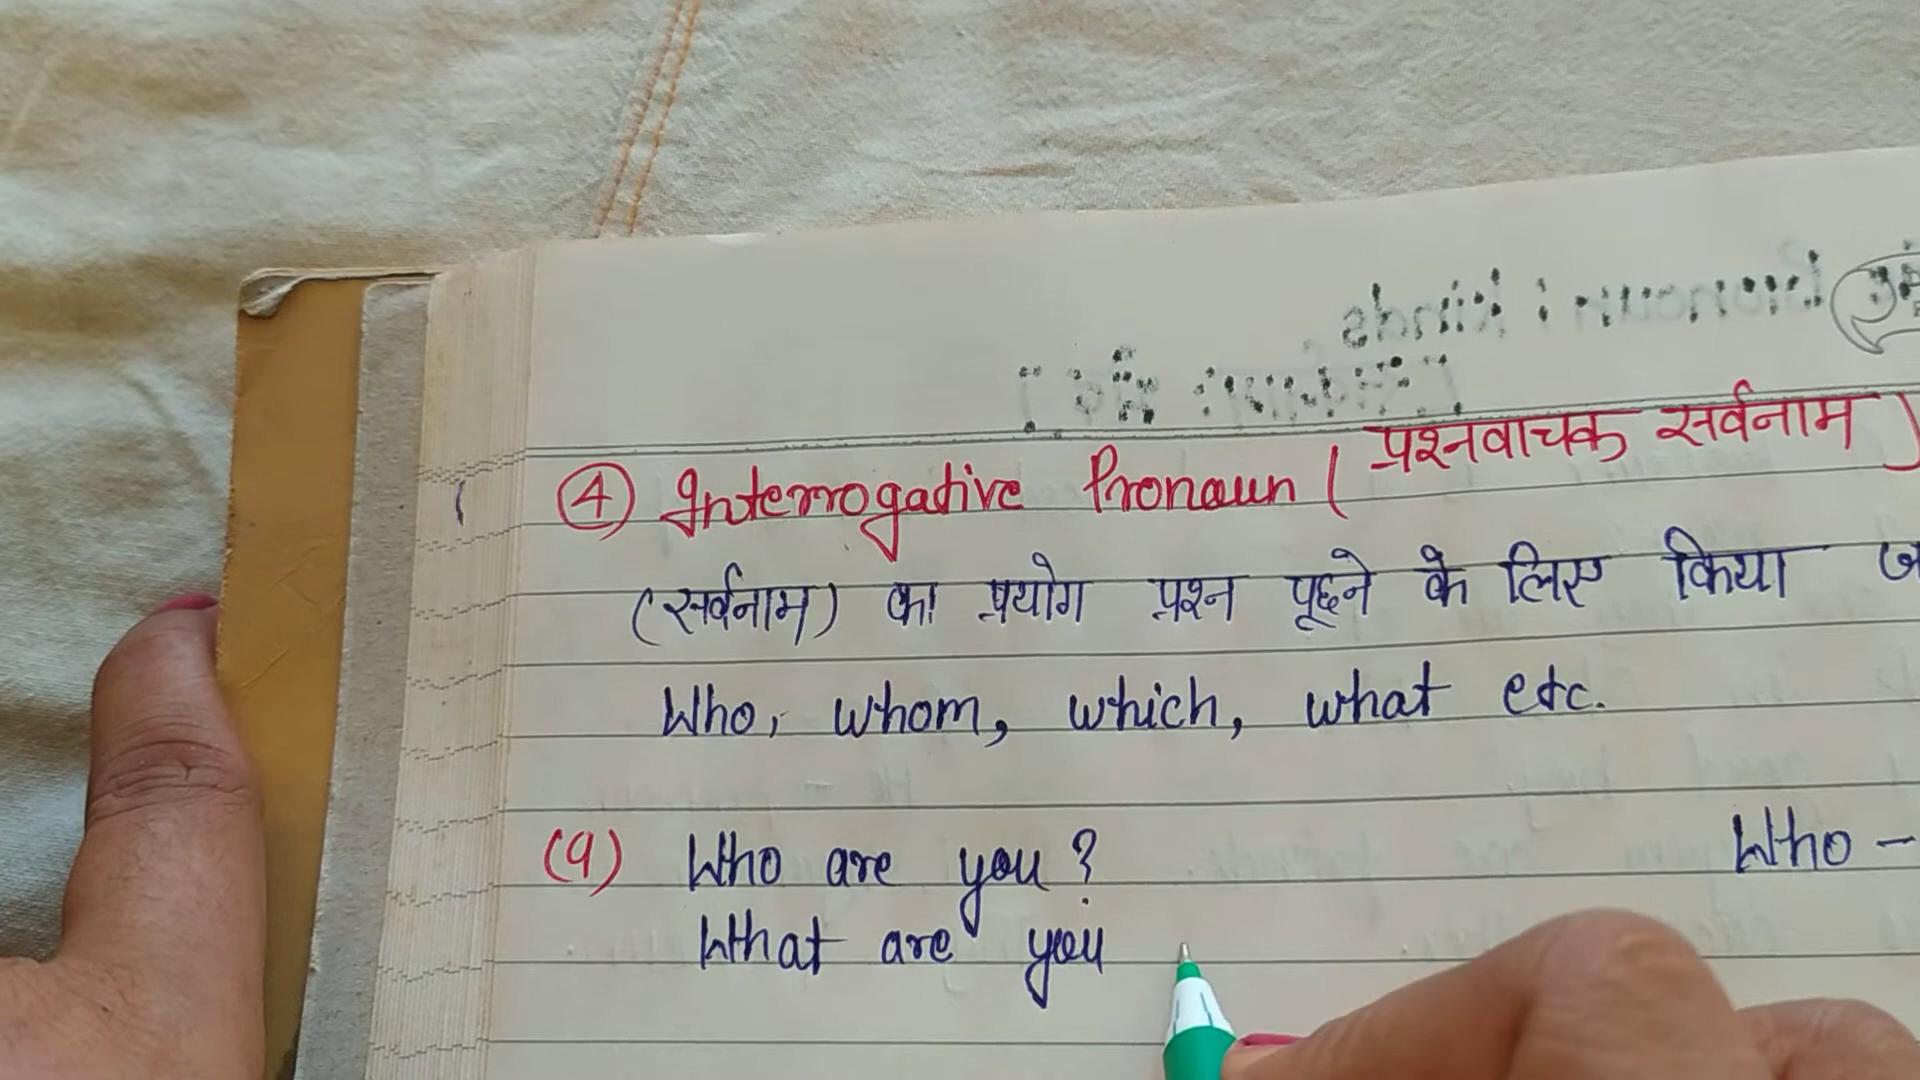 ④ Interrogative Pronoun ( प्रश्नवाचक सर्वनाम )
(सर्वनाम) का प्रयोग प्रश्न पूछने के लिए किया
Who, whom, which, what etc.
(9) Who are you? Who -
What are you